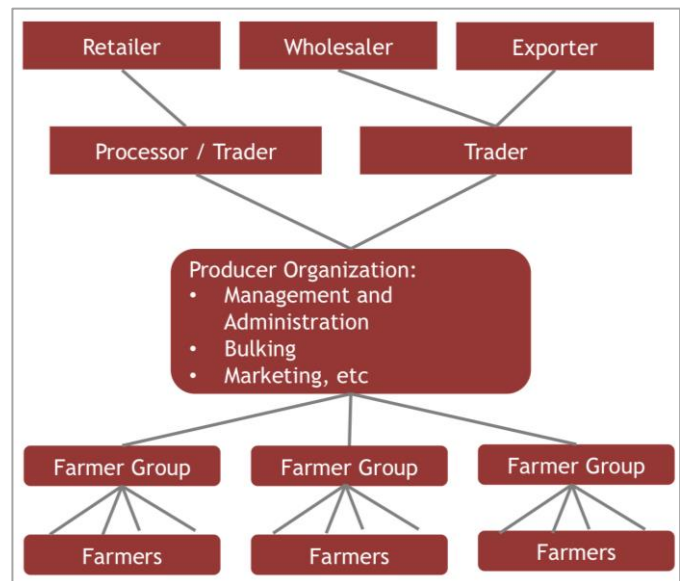 Retailer
Wholesaler
Exporter
Processor / Trader
Trader
Producer Organization:
• Management and
Administration
• Bulking
• Marketing, etc
Farmer Group
Farmer Group
Farmer Group
Farmers
Farmers
Farmers